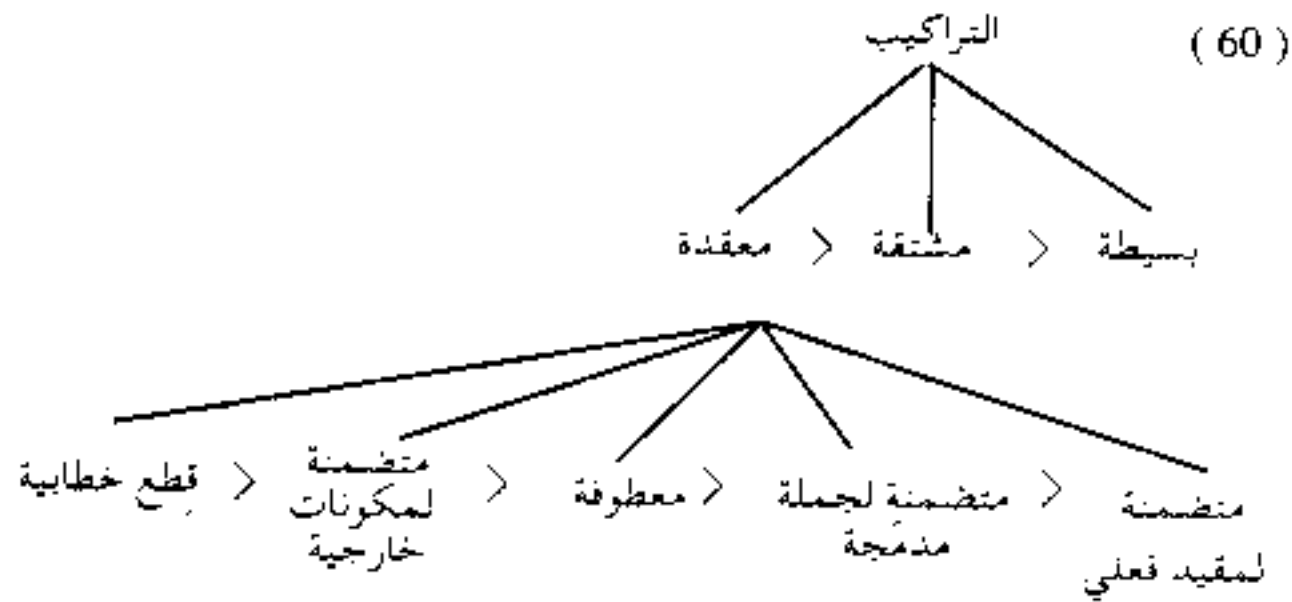 ( 60 )
التراكيب
بسيطة > مشتقة > معقدة
متضمنة لمقيد فعلي > متضمنة لجملة مدمجة > معطوفة > متضمنة لمكونات خارجية > قطع خطابية